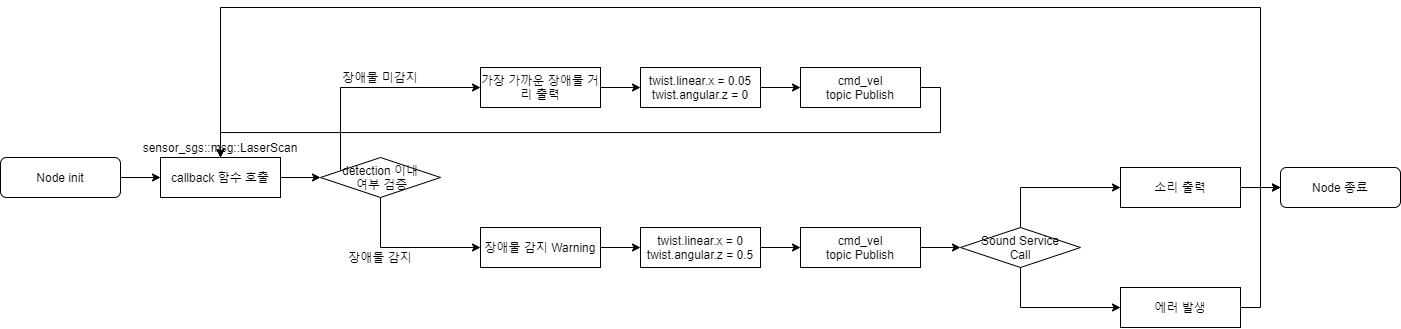 장애물 미감지
가장 가까운 장애물 거
리 출력
twist.linear.x = 0.05
twist.angular.z = 0
cmd_vel
topic Publish
sensor_sgs::msg::LaserScan
Node init
callback 함수 호출
detection 이내
여부 검증
소리 출력
Node 종료
장애물 감지
장애물 감지 Warning
twist.linear.x = 0
twist.angular.z = 0.5
cmd_vel
topic Publish
Sound Service
Call
에러 발생